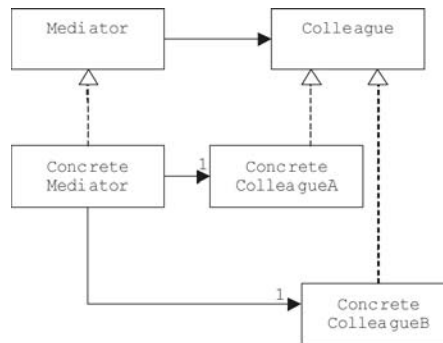 Mediator
Colleague
Concrete
Mediator
1
Concrete
ColleagueA
1
Concrete
ColleagueB